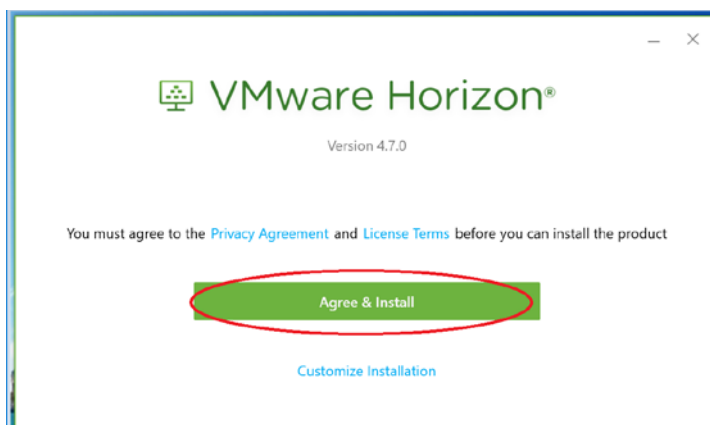 VMware Horizon®
Version 4.7.0
You must agree to the Privacy Agreement and License Terms before you can install the product
Agree & Install
Customize Installation